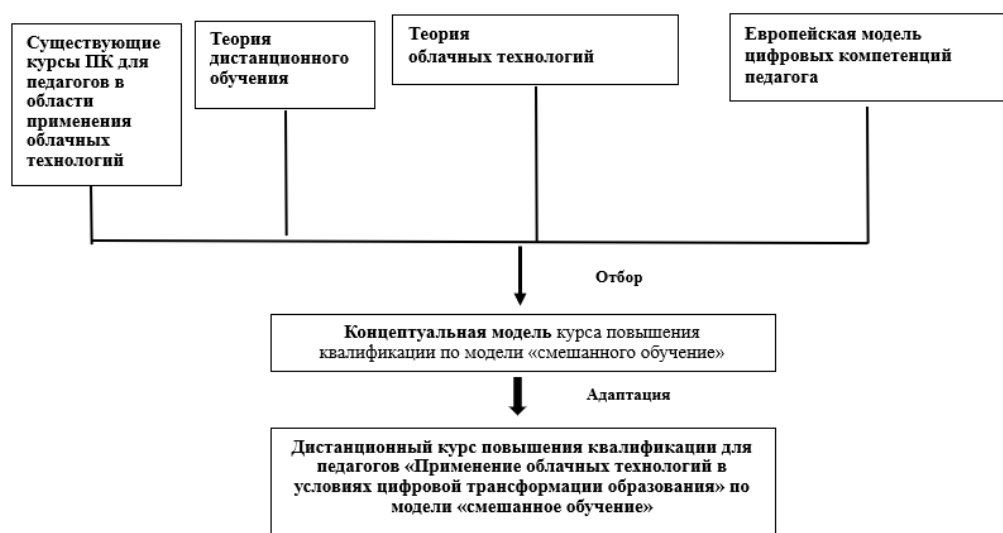 Существующие
курсы ПК для
педагогов в
области
применения
облачных
технологий
Теория
дистанционного
обучения
Теория
облачных технологий
Европейская модель
цифровых компетенций
педагога
Отбор
Концептуальная модель курса повышения
квалификации по модели «смешанного обучение»
Адаптация
Дистанционный курс повышения квалификации для
педагогов «Применение облачных технологий в
условиях цифровой трансформации образования» по
модели «смешанное обучение»